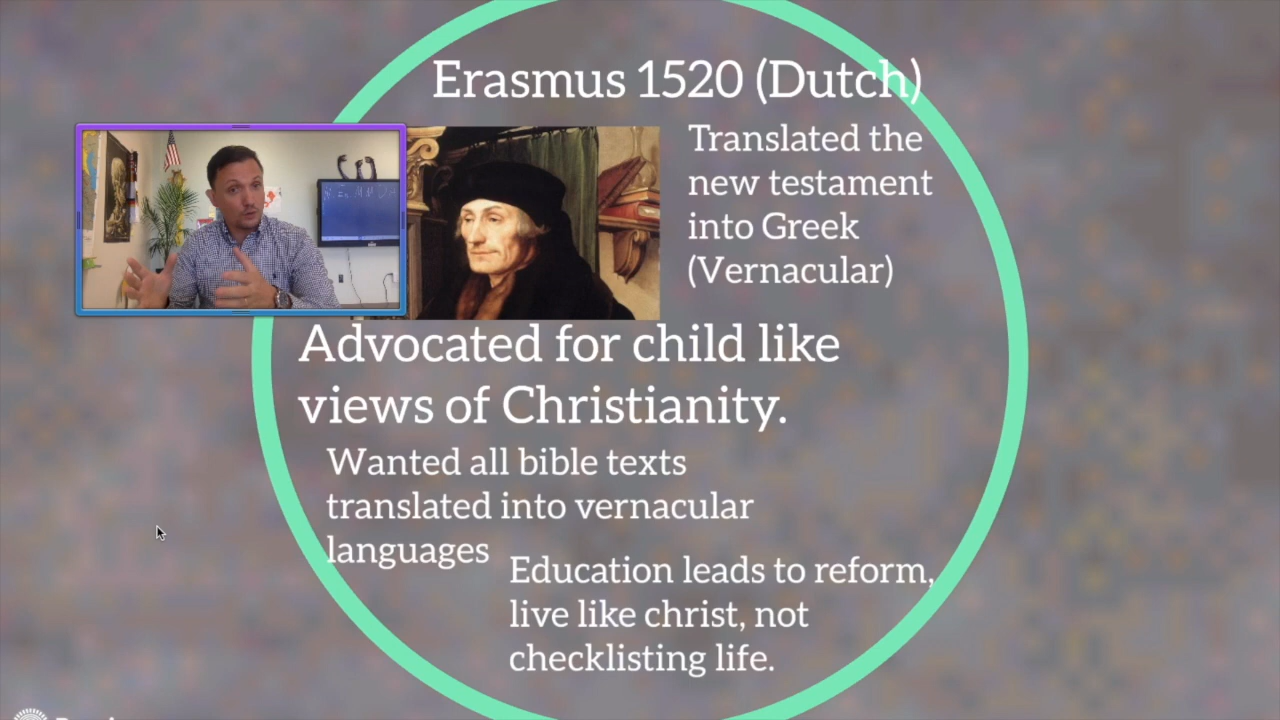 Erasmus 1520 (Dutch)
Translated the
new testament
into Greek
(Vernacular)
Advocated for child like
views of Christianity.
Wanted all bible texts
translated into vernacular
languages
Education leads to reform,
live like christ, not
checklisting life.